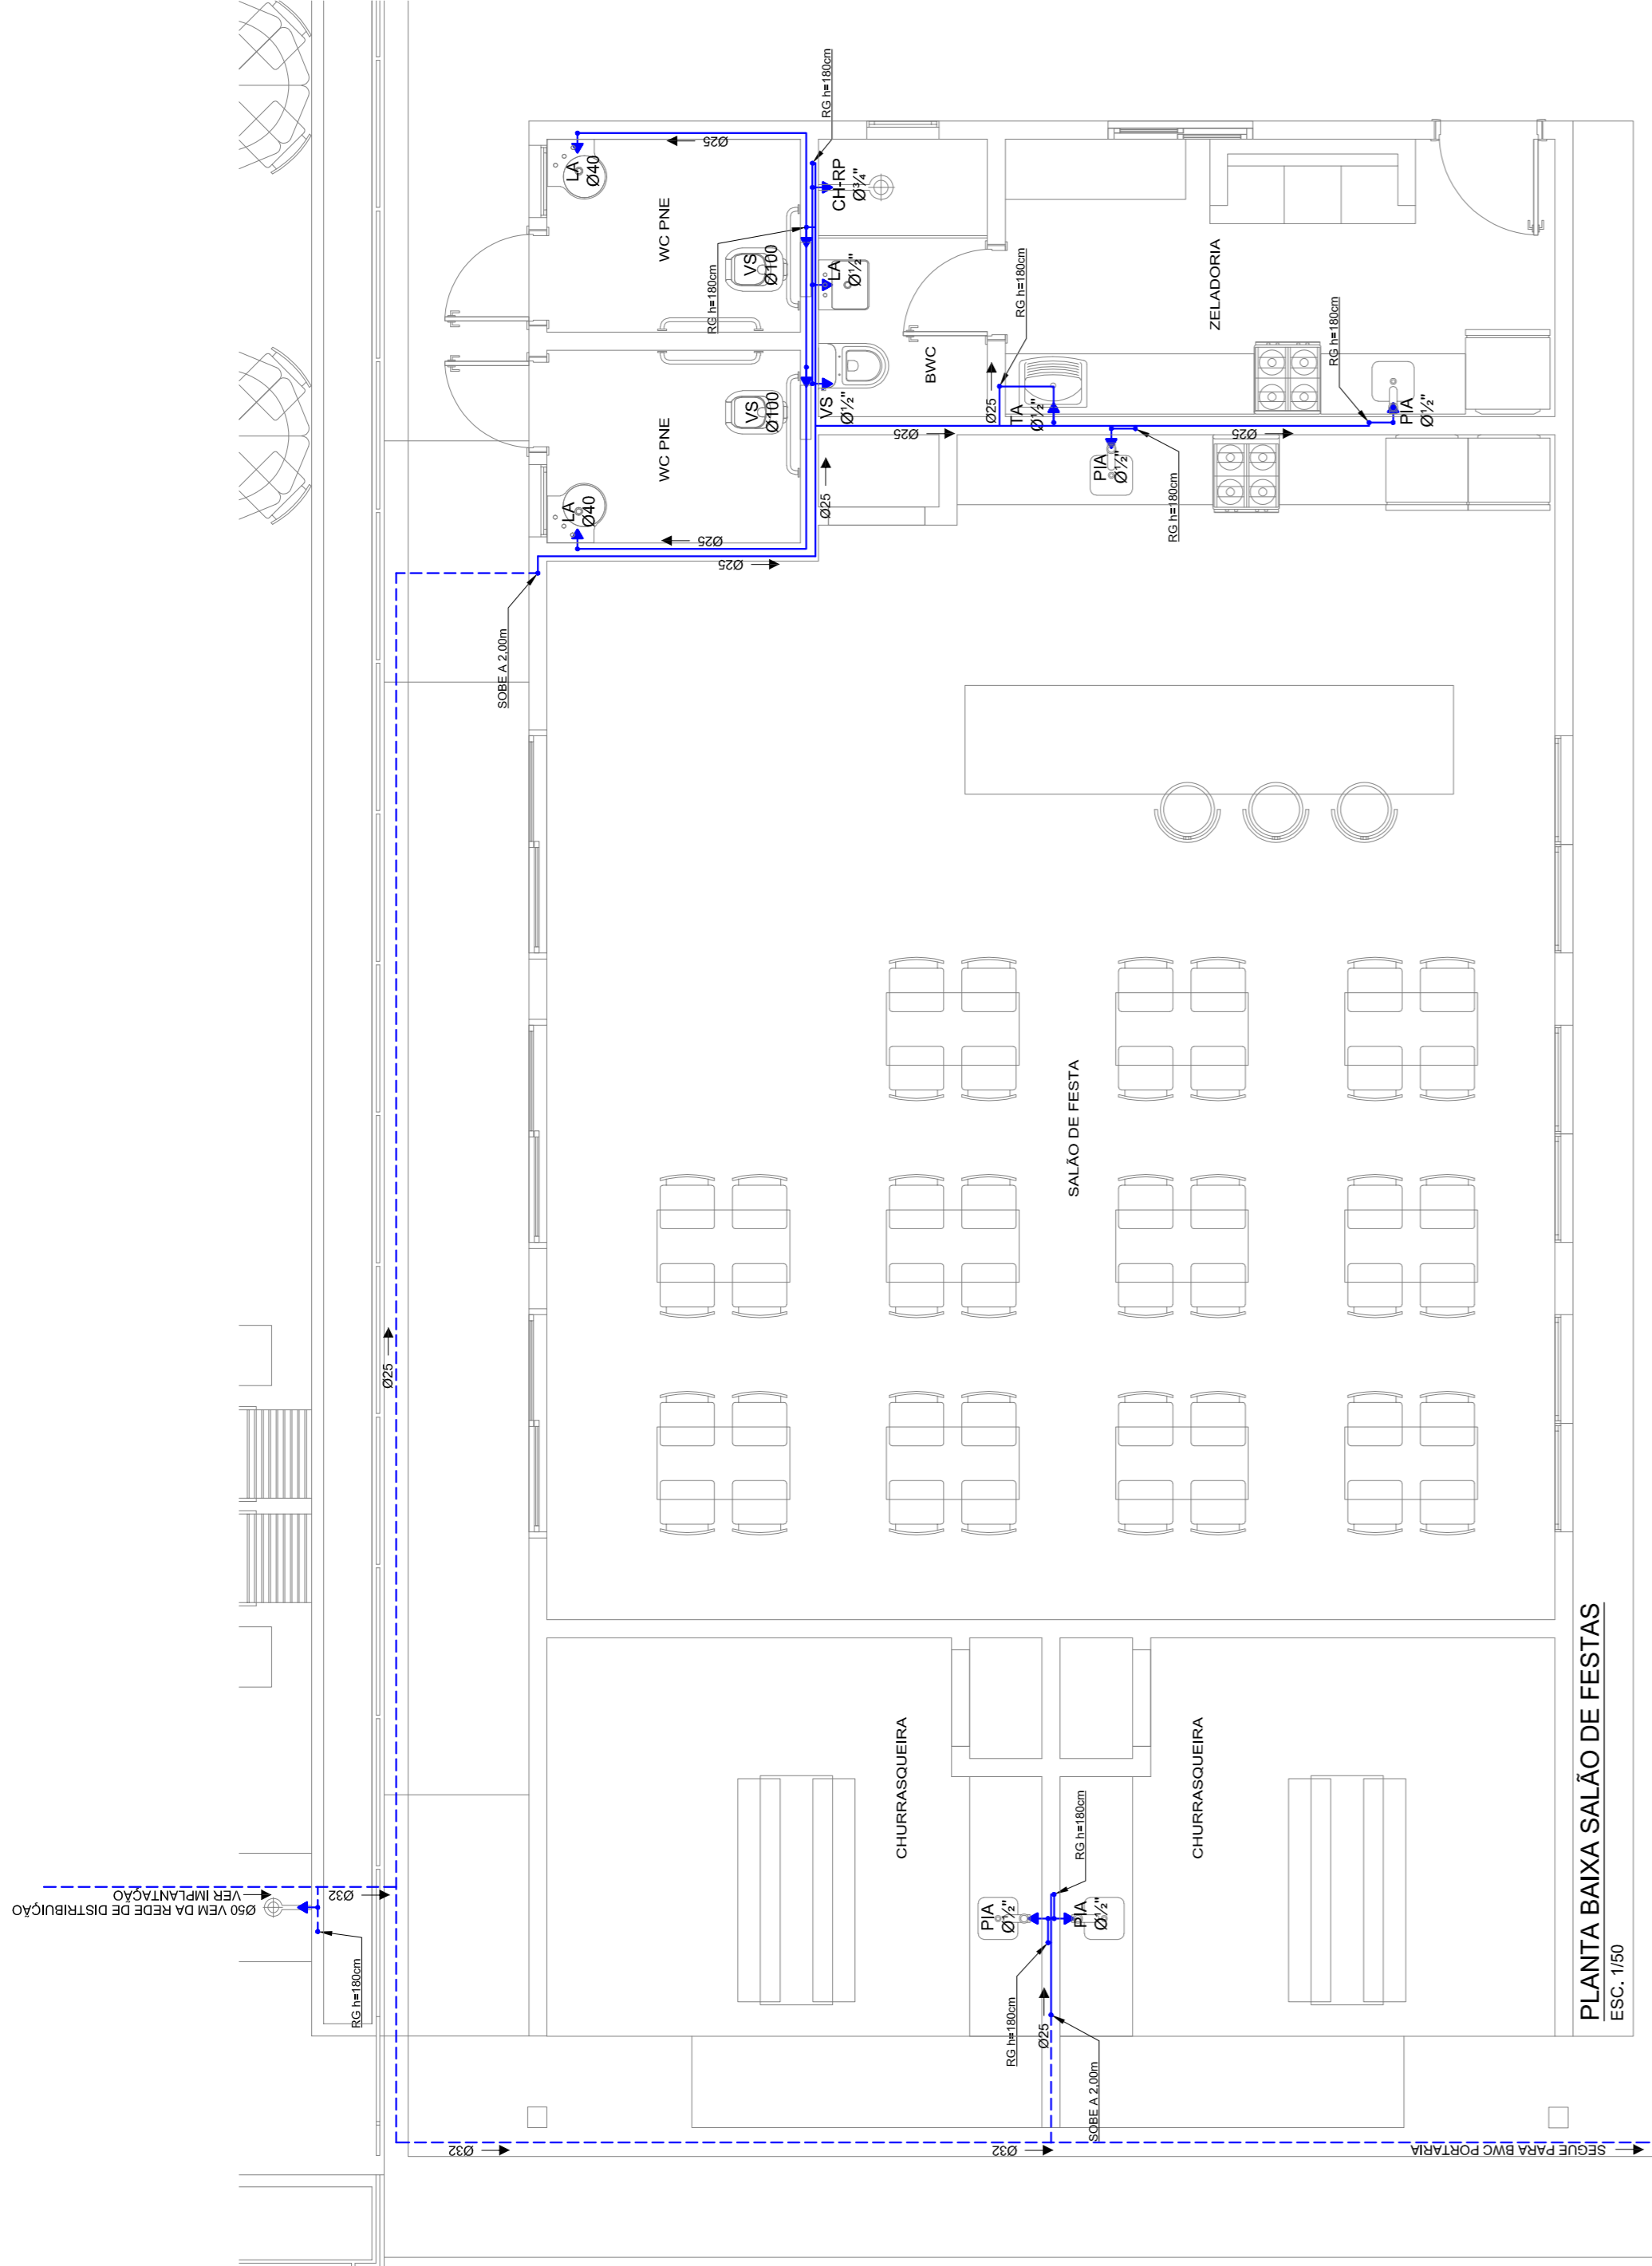 RG h=180cm
Ø25
LA
Ø40
WC PNE
VS
Ø100
RG h=180cm
CH-RP
Ø¾"
LA
Ø½"
VS
Ø½"
BWC
ZELADORIA
RG h=180cm
Ø25
TA
Ø½"
RG h=180cm
PIA
Ø½"
WC PNE
VS
Ø100
LA
Ø40
Ø25
Ø25
Ø25
Ø25
Ø25
PIA
Ø½"
RG h=180cm
SOBE A 2,00m
SALÃO DE FESTA
Ø25
CHURRASQUEIRA
CHURRASQUEIRA
Ø50 VEM DA REDE DE DISTRIBUIÇÃO
VER IMPLANTAÇÃO
Ø32
RG h=180cm
RG h=180cm
PIA
Ø½"
PIA
Ø½"
RG h=180cm
Ø25
SOBE A 2,00m
Ø32
Ø32
SEGUE PARA BWC PORTARIA
PLANTA BAIXA SALÃO DE FESTAS
ESC. 1/50